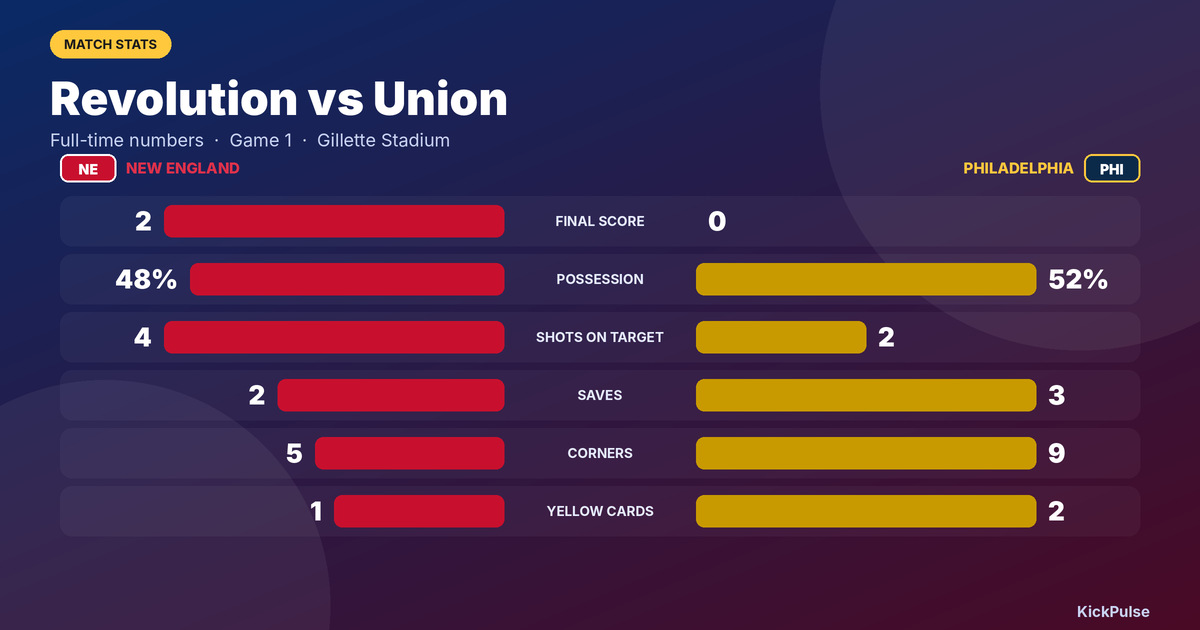 MATCH STATS
Revolution vs Union
Full-time numbers · Game 1 · Gillette Stadium
NE NEW ENGLAND PHILADELPHIA PHI
2 FINAL SCORE 0
48% POSSESSION 52%
4 SHOTS ON TARGET 2
2 SAVES 3
5 CORNERS 9
1 YELLOW CARDS 2
KickPulse